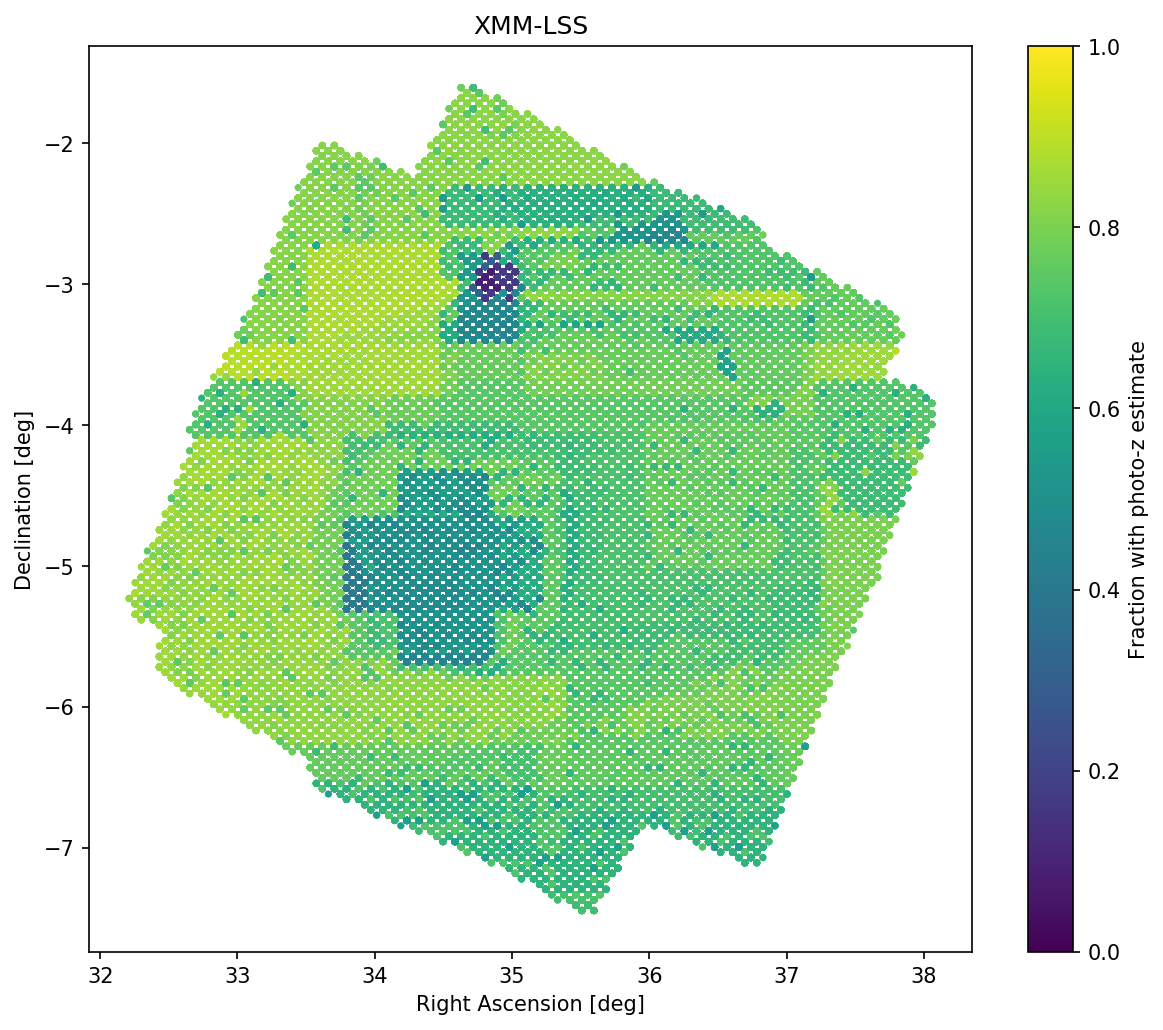 XMM-LSS
−2
−3
−4
−5
−6
−7
Declination [deg]
32 33 34 35 36 37 38
Right Ascension [deg]
1.0
0.8
0.6
0.4
0.2
0.0
Fraction with photo-z estimate